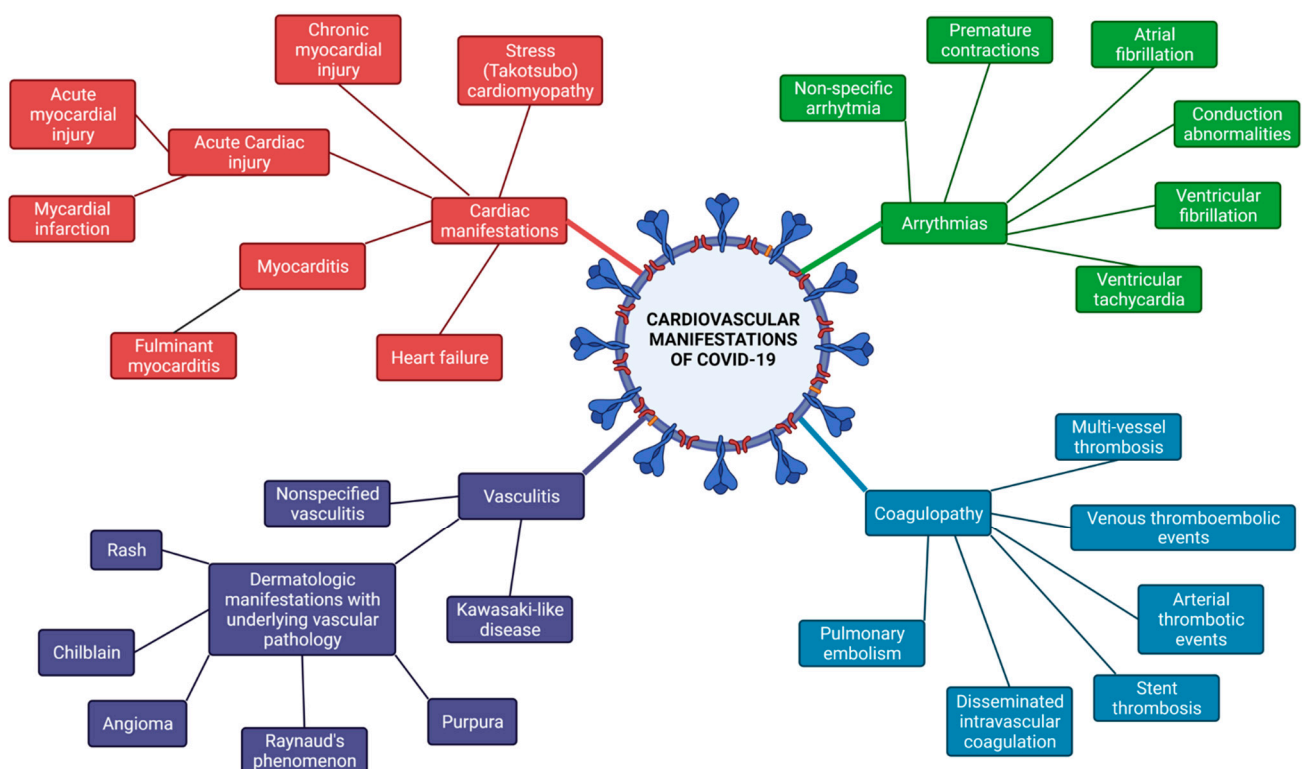 Chronic
myocardial
injury
Stress
(Takotsubo)
cardiomyopathy
Acute
myocardial
injury
Acute Cardiac
injury
Mycardial
infarction
Cardiac
manifestations
Myocarditis
Fulminant
myocarditis
Heart failure
Premature
contractions
Atrial
fibrillation
Non-specific
arrhytmia
Conduction
abnormalities
Ventricular
fibrillation
Arrythmias
Ventricular
tachycardia
CARDIOVASCULAR
MANIFESTATIONS
OF COVID-19
Vasculitis
Nonspecified
vasculitis
Rash
Dermatologic
manifestations with
underlying vascular
pathology
Kawasaki-like
disease
Chilblain
Angioma
Raynaud's
phenomenon
Purpura
Multi-vessel
thrombosis
Coagulopathy
Venous thromboembolic
events
Arterial
thrombotic
events
Pulmonary
embolism
Disseminated
intravascular
coagulation
Stent
thrombosis